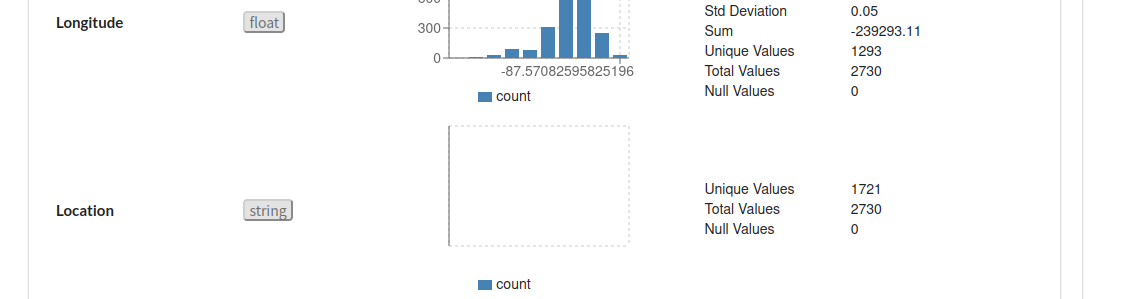 Longitude
float
300
0
-87.57082595825196
count
Std Deviation 0.05
Sum -239293.11
Unique Values 1293
Total Values 2730
Null Values 0
Location
string
count
Unique Values 1721
Total Values 2730
Null Values 0